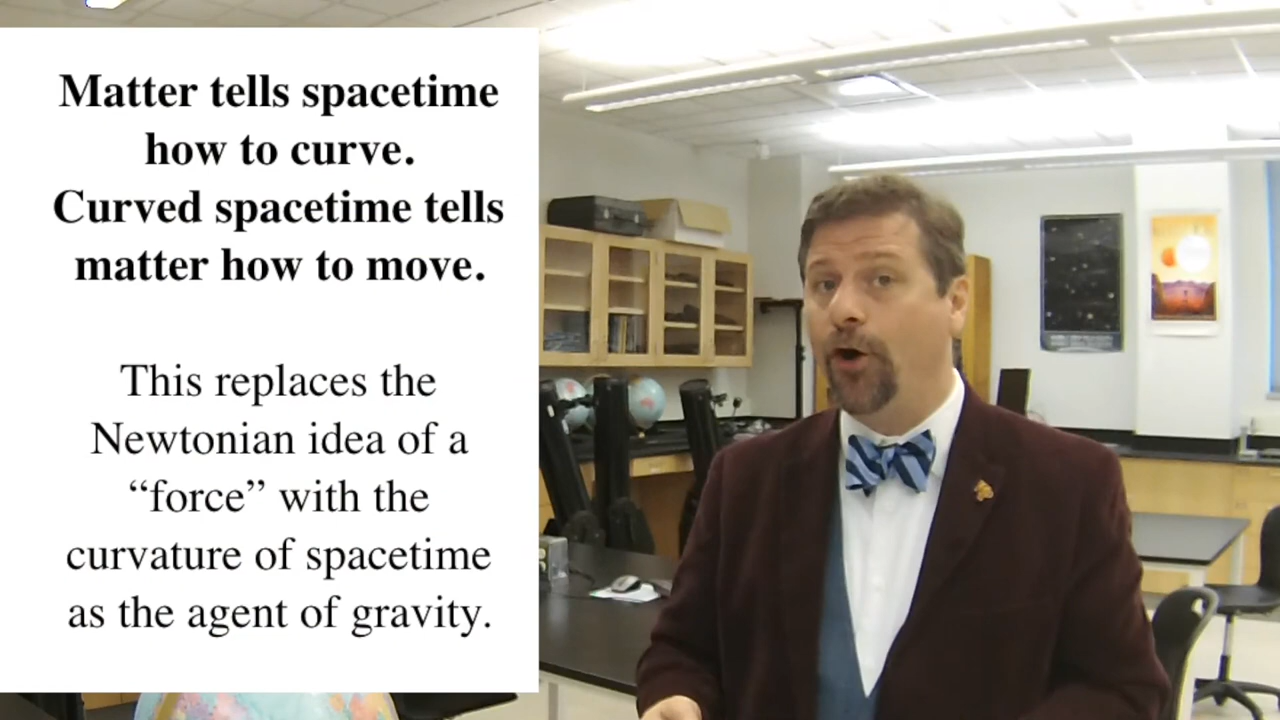 Matter tells spacetime
how to curve.
Curved spacetime tells
matter how to move.
This replaces the
Newtonian idea of a
“force” with the
curvature of spacetime
as the agent of gravity.